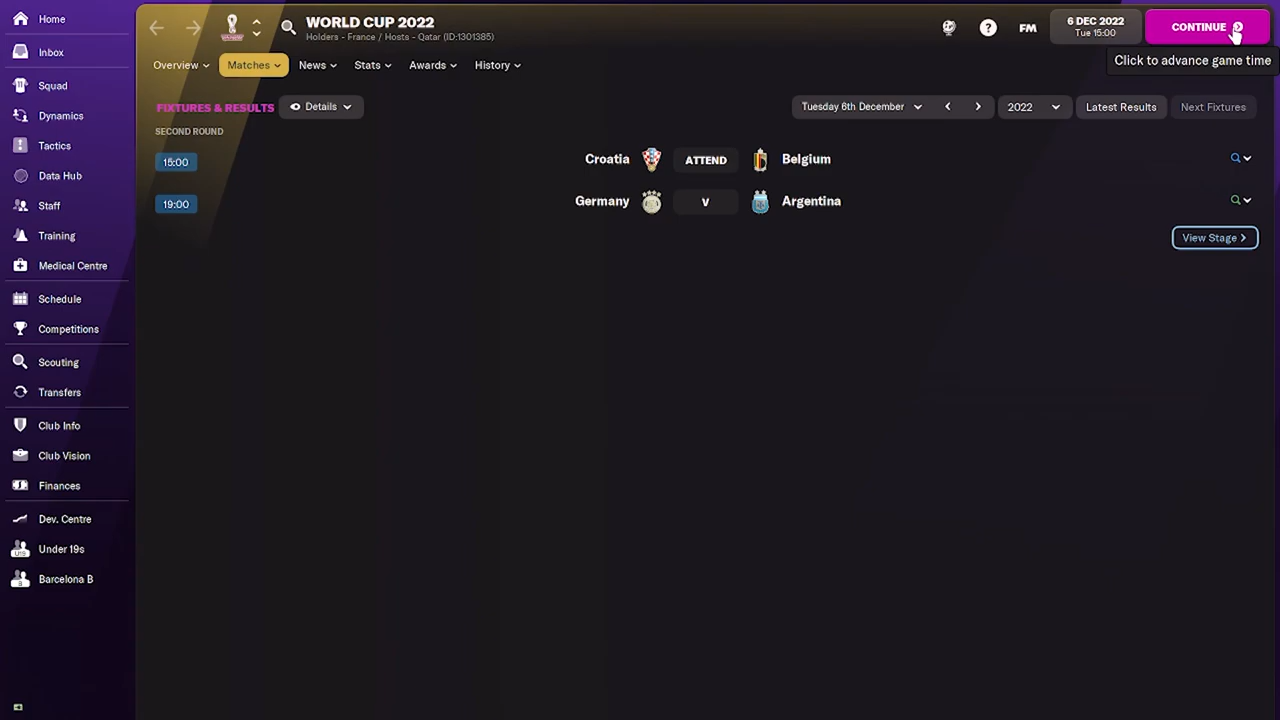 Home
Inbox
Squad
Dynamics
Tactics
Data Hub
Staff
Training
Medical Centre
Schedule
Competitions
Scouting
Transfers
Club Info
Club Vision
Finances
Dev. Centre
Under 19s
Barcelona B
WORLD CUP 2022
Holders - France / Hosts - Qatar (ID:1301385)
FM
6 DEC 2022
Tue 15:00
CONTINUE
Click to advance game time
Overview
Matches
News
Stats
Awards
History
FIXTURES & RESULTS
Details
Tuesday 6th December
2022
Latest Results
Next Fixtures
SECOND ROUND
15:00 Croatia ATTEND Belgium
19:00 Germany v Argentina
View Stage